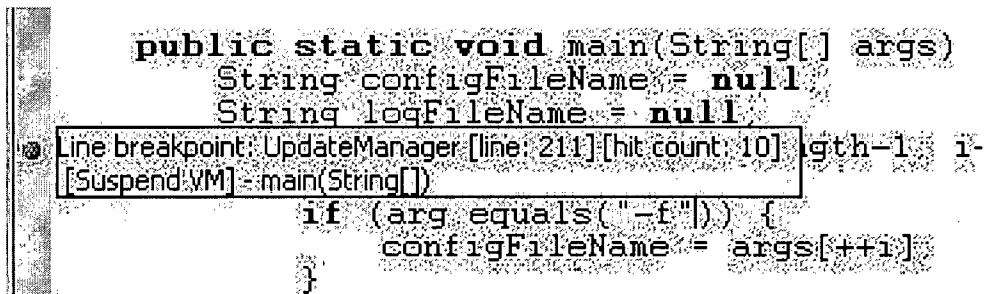 public static void main(String[] args)
String configFileName = null;
String logFileName = null;
Line breakpoint: UpdateManager [line: 211] [hit count: 10] ngth-1; i-
[Suspend VM] - main(String[])
if (arg.equals("-f")) {
configFileName = args[++i];
}